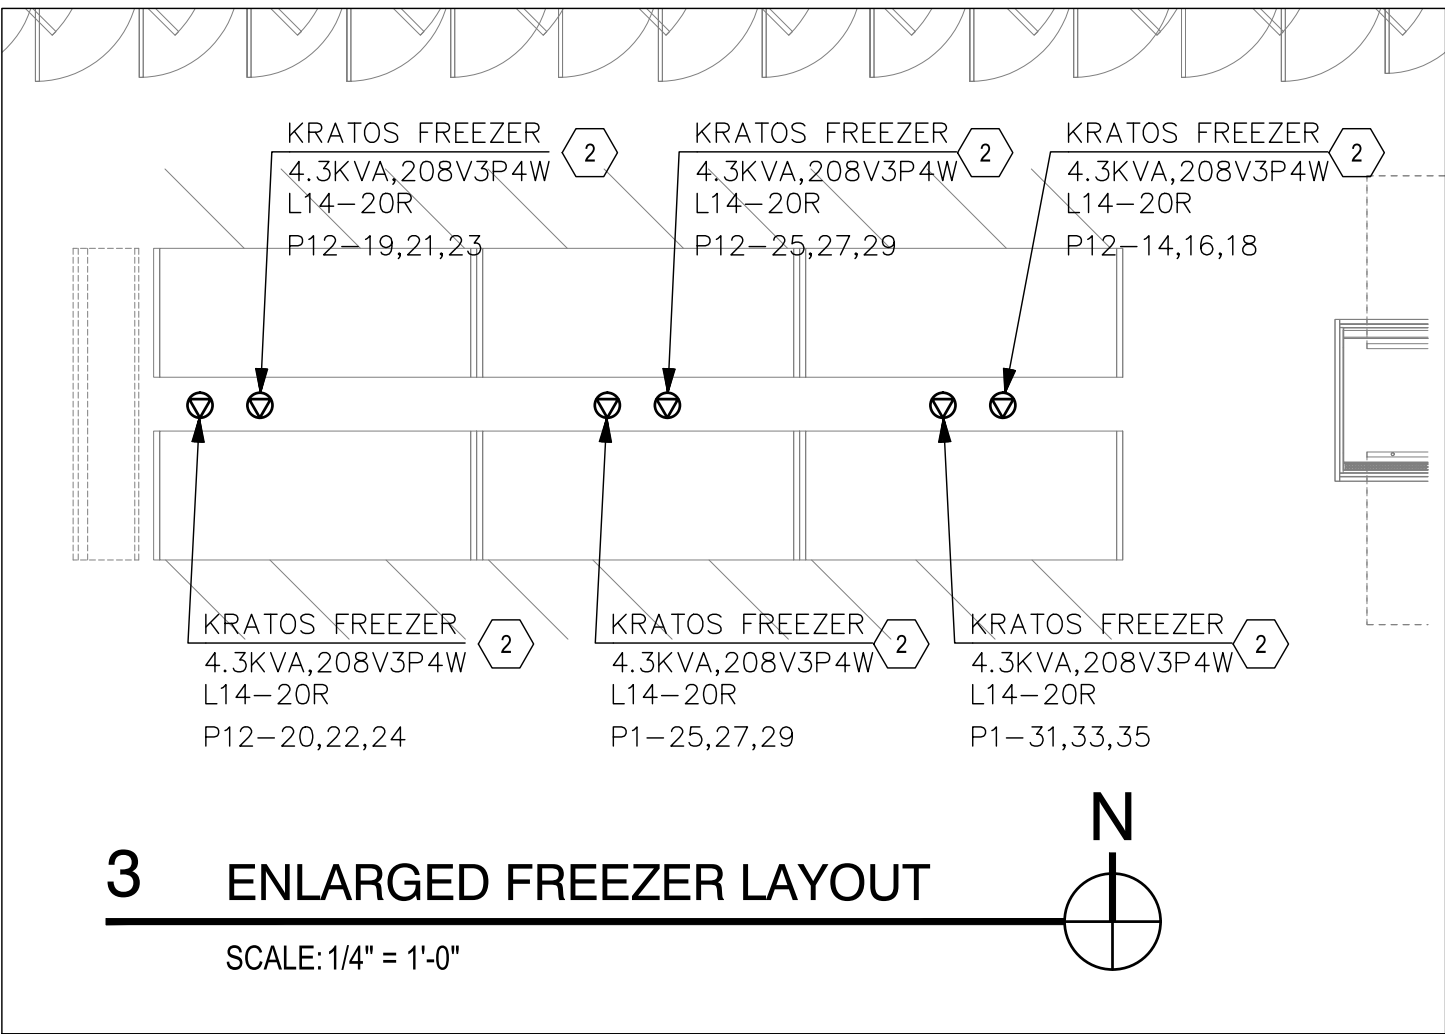 KRATOS FREEZER
2
4.3KVA,208V3P4W
L14-20R
P12-19,21,23
KRATOS FREEZER
2
4.3KVA,208V3P4W
L14-20R
P12-25,27,29
KRATOS FREEZER
2
4.3KVA,208V3P4W
L14-20R
P12-14,16,18
KRATOS FREEZER
2
4.3KVA,208V3P4W
L14-20R
P12-20,22,24
KRATOS FREEZER
2
4.3KVA,208V3P4W
L14-20R
P1-25,27,29
KRATOS FREEZER
2
4.3KVA,208V3P4W
L14-20R
P1-31,33,35
N
3 ENLARGED FREEZER LAYOUT
SCALE: 1/4" = 1'-0"